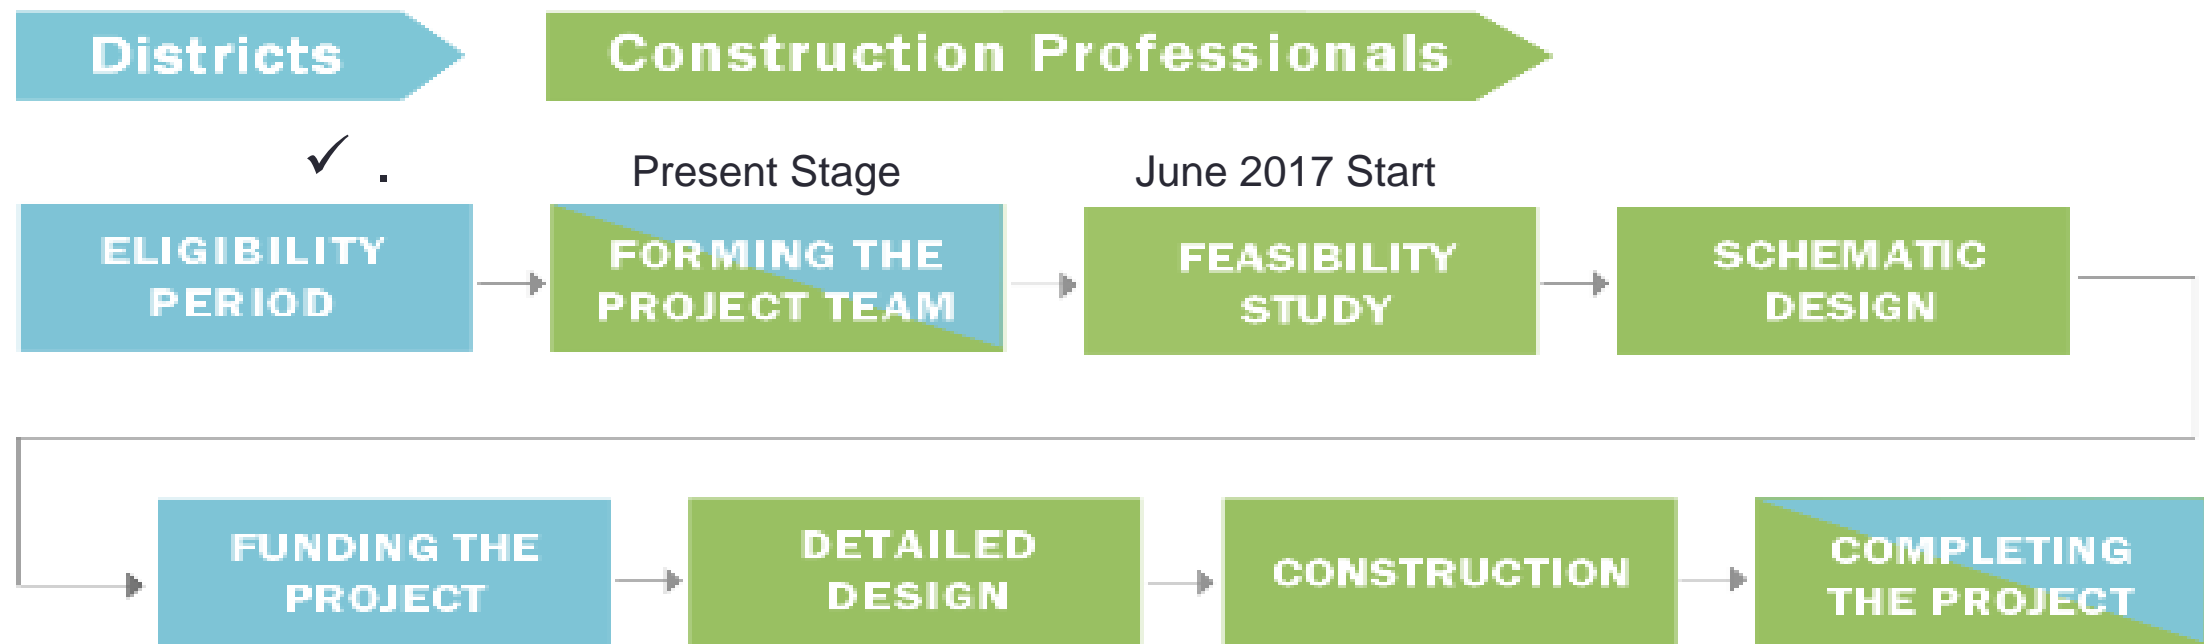 Districts
Construction Professionals
✓ .
Present Stage
June 2017 Start
ELIGIBILITY
PERIOD
FORMING THE
PROJECT TEAM
FEASIBILITY
STUDY
SCHEMATIC
DESIGN
FUNDING THE
PROJECT
DETAILED
DESIGN
CONSTRUCTION
COMPLETING
THE PROJECT